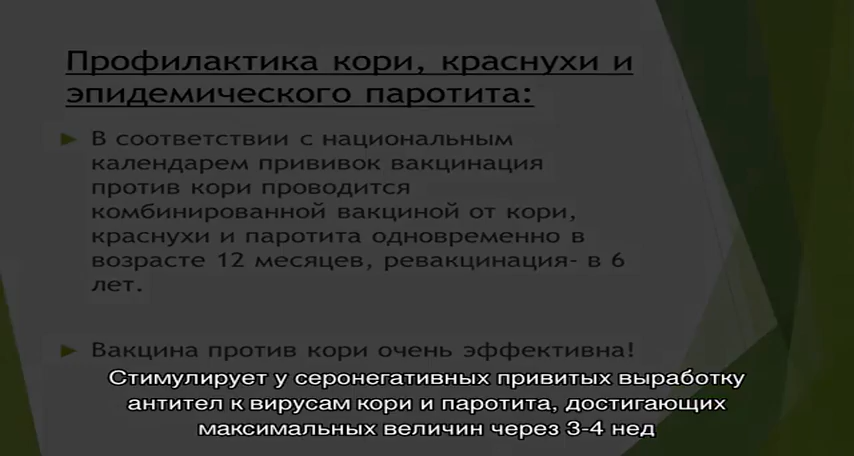 Профилактика кори, краснухи и
эпидемического паротита:
В соответствии с национальным
календарем прививок вакцинация
против кори проводится
комбинированной вакциной от кори,
краснухи и паротита одновременно в
возрасте 12 месяцев, ревакцинация- в 6
лет.
Вакцина против кори очень эффективна!
Стимулирует у серонегативных привитых выработку
антител к вирусам кори и паротита, достигающих
максимальных величин через 3-4 нед